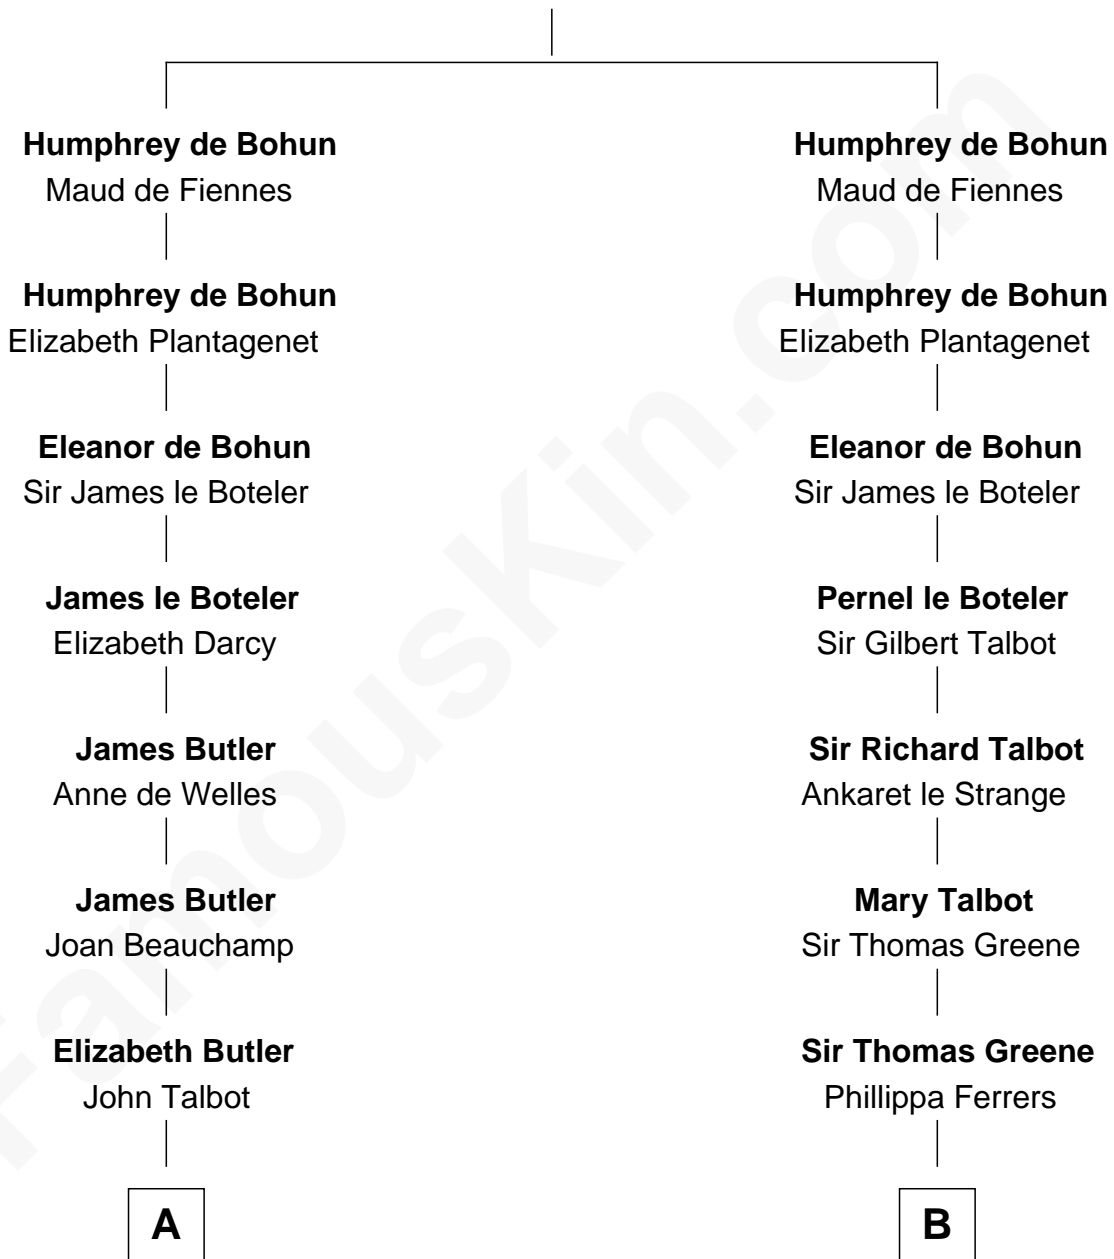 Humphrey de Bohun
Maud de Fiennes
Humphrey de Bohun
Elizabeth Plantagenet
Eleanor de Bohun
Sir James le Boteler
James le Boteler
Elizabeth Darcy
James Butler
Anne de Welles
James Butler
Joan Beauchamp
Elizabeth Butler
John Talbot
A
Humphrey de Bohun
Maud de Fiennes
Humphrey de Bohun
Elizabeth Plantagenet
Eleanor de Bohun
Sir James le Boteler
Pernel le Boteler
Sir Gilbert Talbot
Sir Richard Talbot
Ankaret le Strange
Mary Talbot
Sir Thomas Greene
Sir Thomas Greene
Phillippa Ferrers
B
FamousKin.com